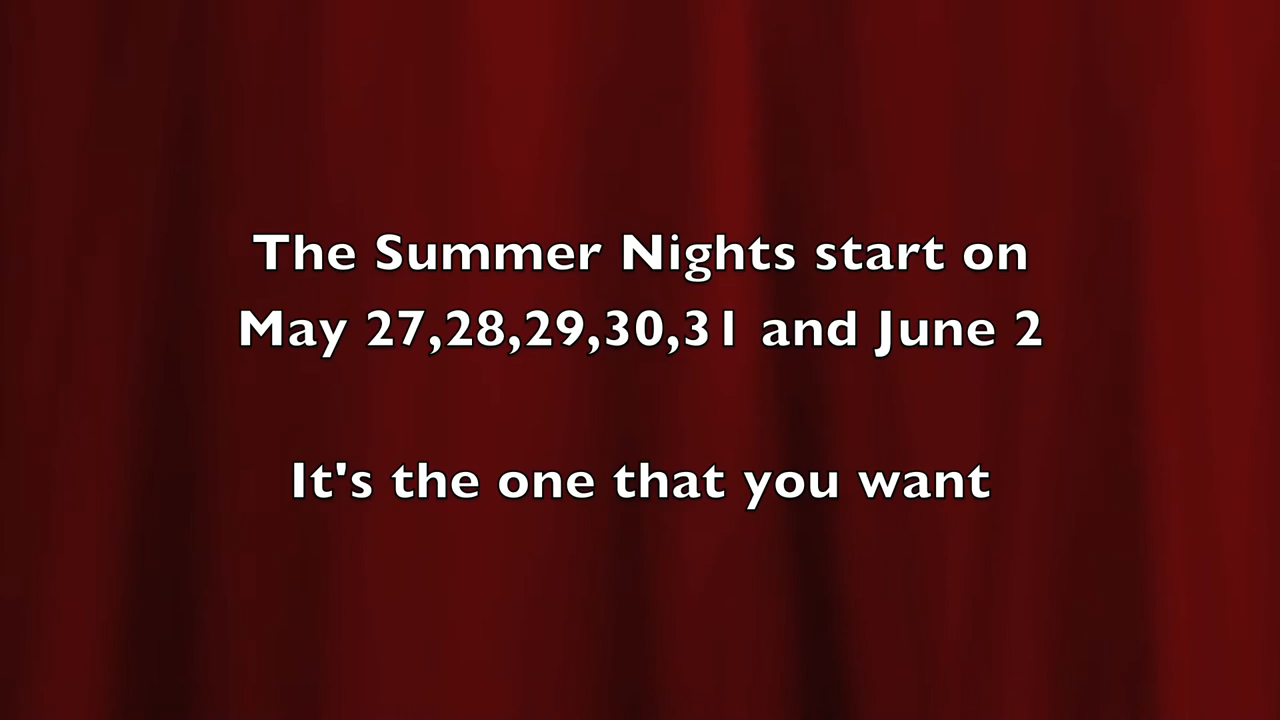 The Summer Nights start on
May 27,28,29,30,31 and June 2
It's the one that you want